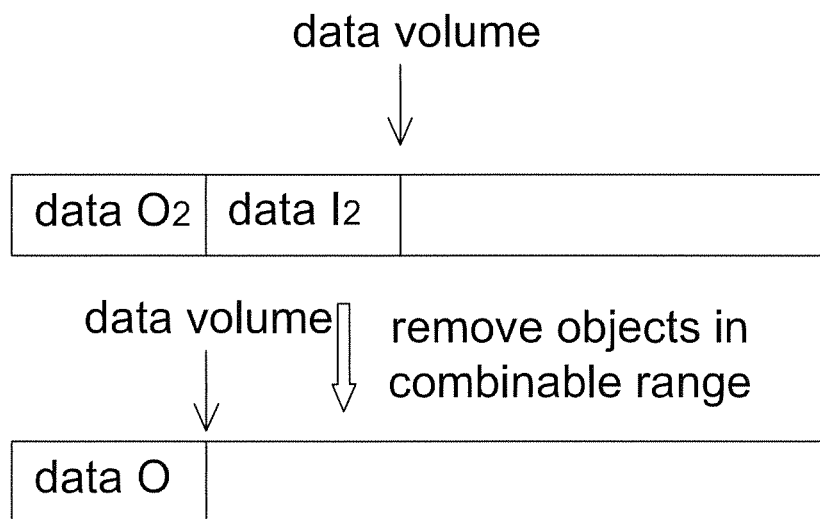 data volume
data O2 data I2
data volume
remove objects in
combinable range
data O